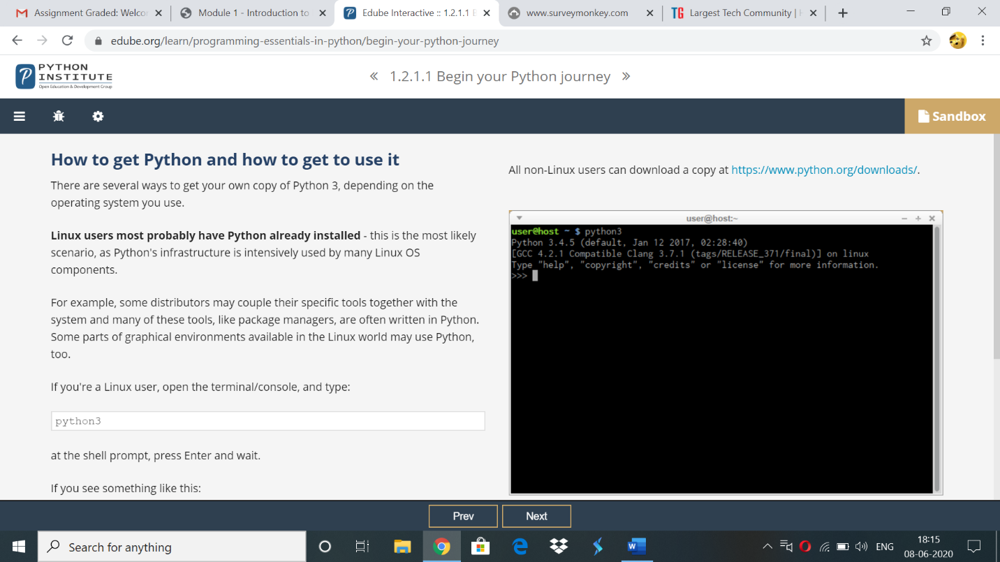 Assignment Graded: Welco
Module 1 - Introduction to
Edube Interactive :: 1.2.1.1 B
www.surveymonkey.com
TG Largest Tech Community | H
edube.org/learn/programming-essentials-in-python/begin-your-python-journey
PYTHON
INSTITUTE
Open Education & Development Group
« 1.2.1.1 Begin your Python journey »
Sandbox
How to get Python and how to get to use it
There are several ways to get your own copy of Python 3, depending on the
operating system you use.
Linux users most probably have Python already installed - this is the most likely
scenario, as Python's infrastructure is intensively used by many Linux OS
components.
For example, some distributors may couple their specific tools together with the
system and many of these tools, like package managers, are often written in Python.
Some parts of graphical environments available in the Linux world may use Python,
too.
If you're a Linux user, open the terminal/console, and type:
python3
at the shell prompt, press Enter and wait.
If you see something like this:
All non-Linux users can download a copy at https://www.python.org/downloads/.
user@host:~
user@host ~ $ python3
Python 3.4.5 (default, Jan 12 2017, 02:28:40)
[GCC 4.2.1 Compatible Clang 3.7.1 (tags/RELEASE_371/final)] on linux
Type "help", "copyright", "credits" or "license" for more information.
>>>
Prev
Next
Search for anything
ENG
18:15
08-06-2020